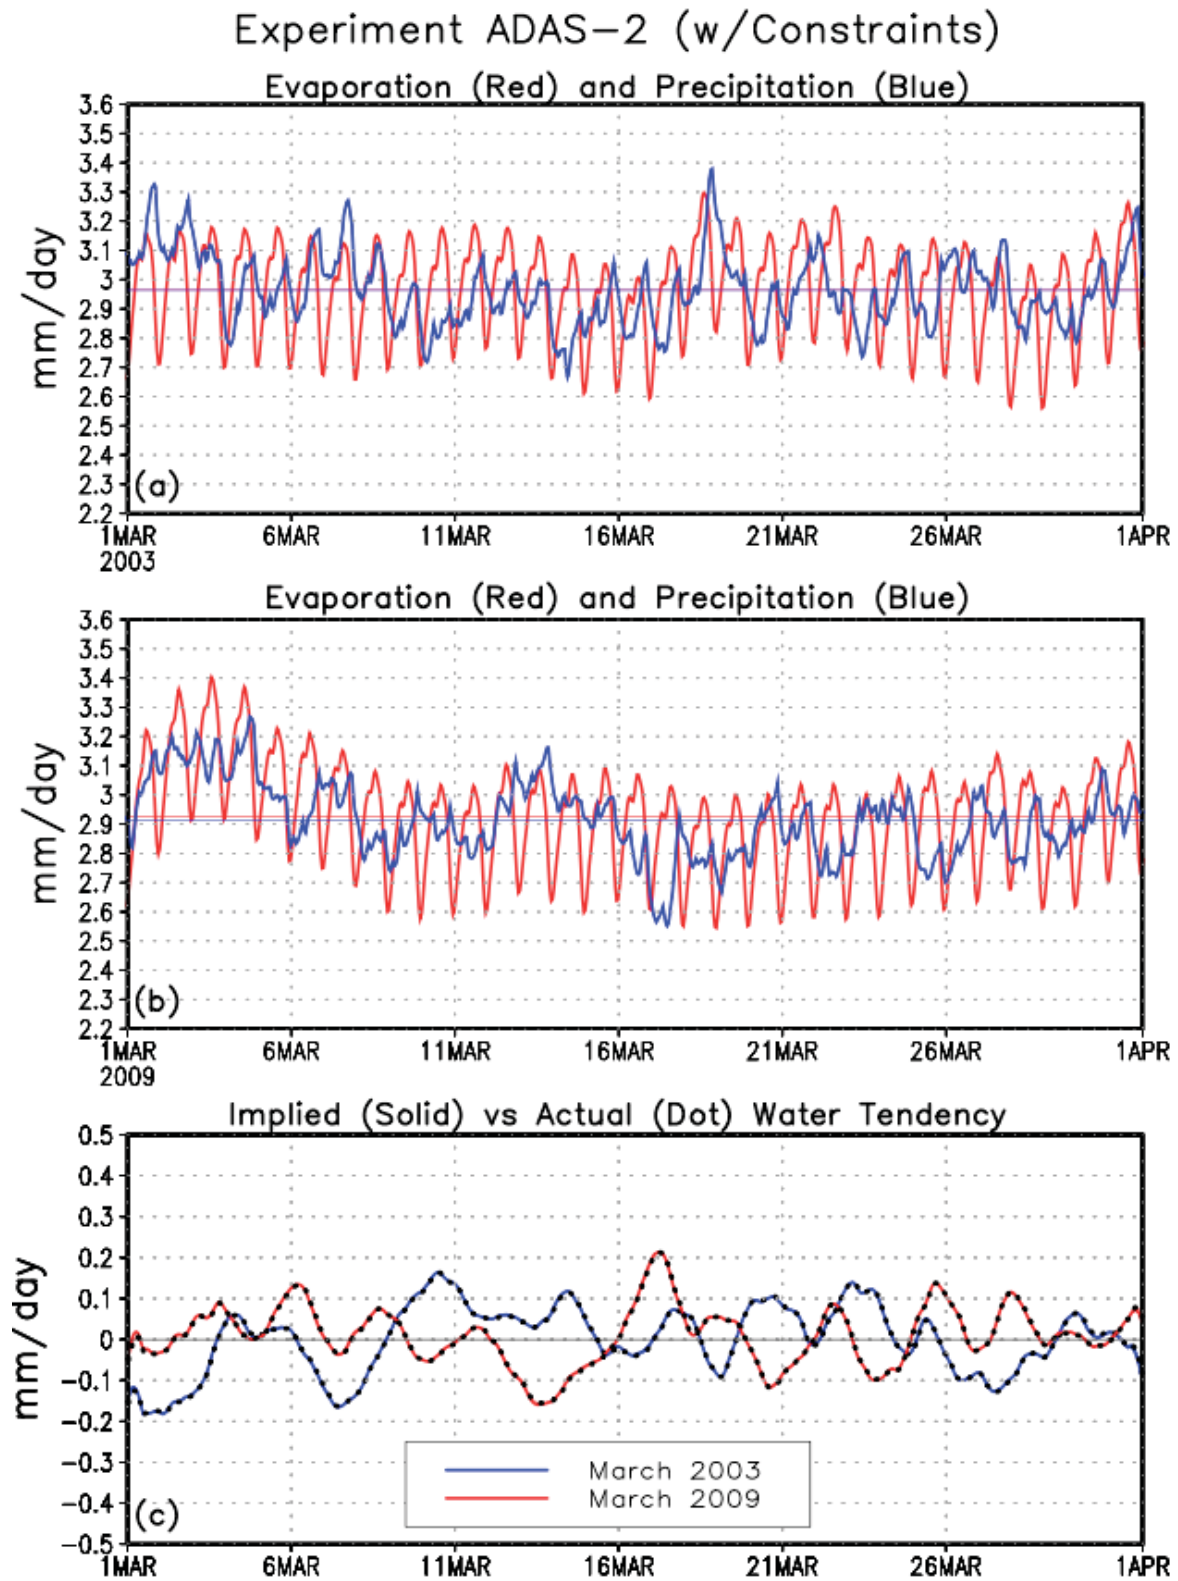 Experiment ADAS-2 (w/Constraints)
Evaporation (Red) and Precipitation (Blue)
mm/day
3.6
3.5
3.4
3.3
3.2
3.1
3
2.9
2.8
2.7
2.6
2.5
2.4
2.3
2.2
(a)
1MAR 6MAR 11MAR 16MAR 21MAR 26MAR 1APR
2003
Evaporation (Red) and Precipitation (Blue)
mm/day
3.6
3.5
3.4
3.3
3.2
3.1
3
2.9
2.8
2.7
2.6
2.5
2.4
2.3
2.2
(b)
1MAR 6MAR 11MAR 16MAR 21MAR 26MAR 1APR
2009
Implied (Solid) vs Actual (Dot) Water Tendency
mm/day
0.5
0.4
0.3
0.2
0.1
0
-0.1
-0.2
-0.3
-0.4
-0.5
March 2003
March 2009
(c)
1MAR 6MAR 11MAR 16MAR 21MAR 26MAR 1APR